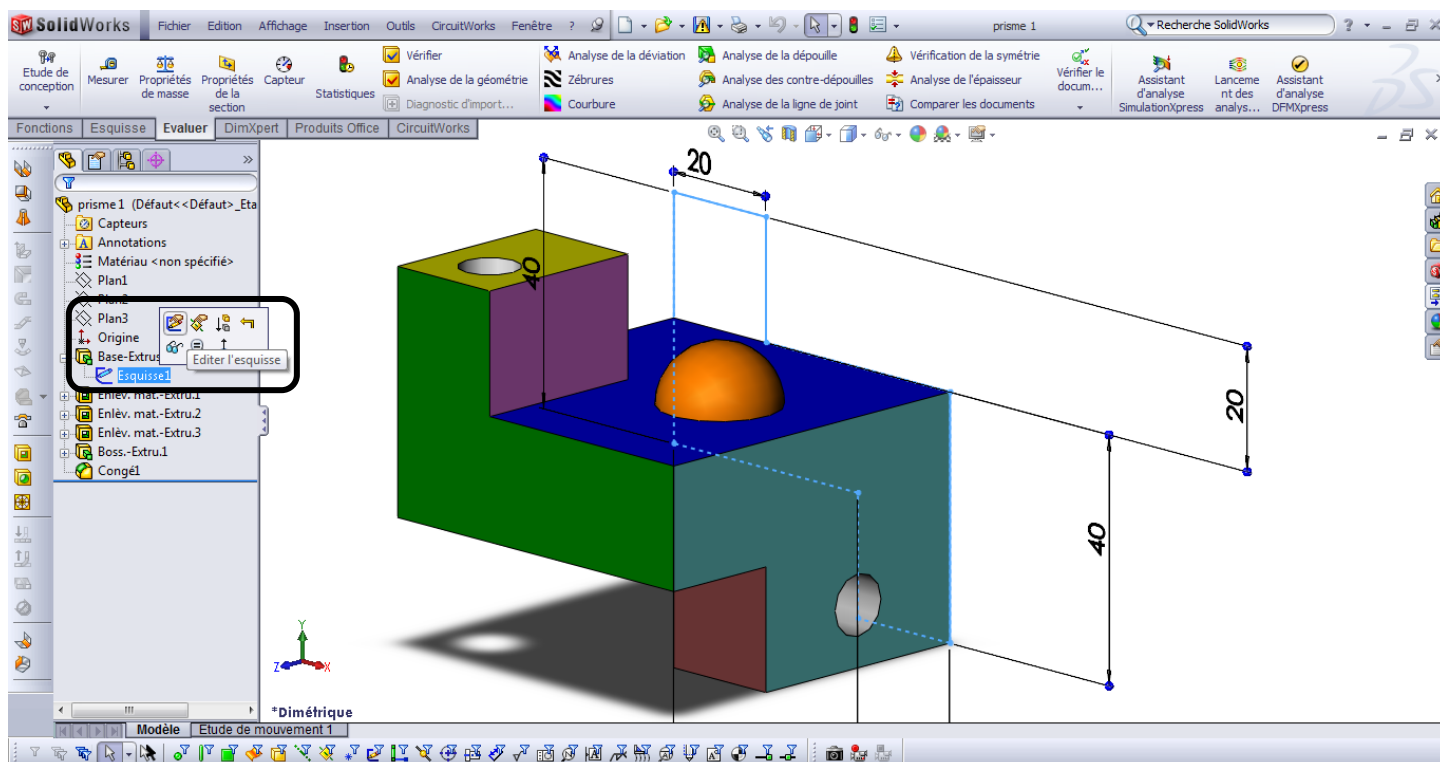 SolidWorks Fichier Edition Affichage Insertion Outils CircuitWorks Fenêtre ? prisme 1 Recherche SolidWorks ?
Etude de conception
Mesurer
Propriétés de masse
Propriétés de la section
Capteur
Statistiques
Vérifier
Analyse de la géométrie
Diagnostic d'import...
Analyse de la déviation
Zébrures
Courbure
Analyse de la dépouille
Analyse des contre-dépouilles
Analyse de la ligne de joint
Vérification de la symétrie
Analyse de l'épaisseur
Comparer les documents
Vérifier le docum...
Assistant d'analyse SimulationXpress
Lanceme nt des analys...
Assistant d'analyse DFMXpress
Fonctions Esquisse Evaluer DimXpert Produits Office CircuitWorks
prisme 1 (Défaut<<Défaut>_Eta
Capteurs
A Annotations
Matériau <non spécifié>
Plan1
Plan2
Plan3
Origine
Base-Extrus
Editer l'esquisse
Esquisse1
Enlèv. mat.-Extru.1
Enlèv. mat.-Extru.2
Enlèv. mat.-Extru.3
Boss.-Extru.1
Congé1
20
40
20
40
Y
Z
X
*Dimétrique
Modèle Etude de mouvement 1